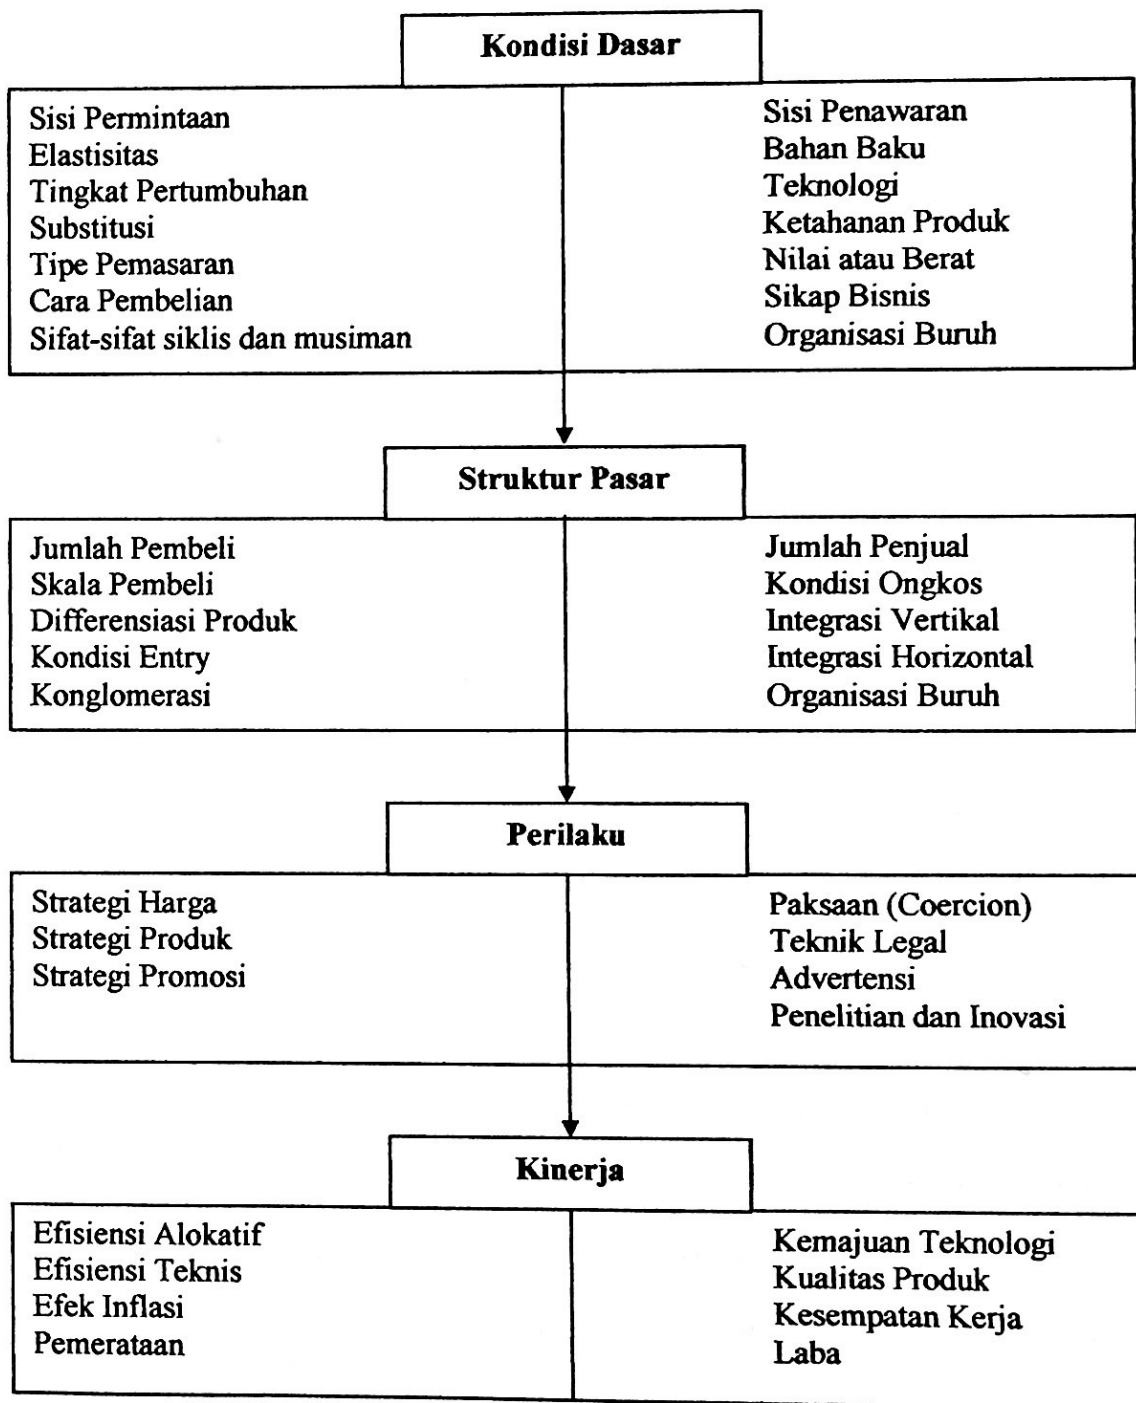 Kondisi Dasar
Sisi Permintaan
Elastisitas
Tingkat Pertumbuhan
Substitusi
Tipe Pemasaran
Cara Pembelian
Sifat-sifat siklis dan musiman
Sisi Penawaran
Bahan Baku
Teknologi
Ketahanan Produk
Nilai atau Berat
Sikap Bisnis
Organisasi Buruh
Struktur Pasar
Jumlah Pembeli
Skala Pembeli
Differensiasi Produk
Kondisi Entry
Konglomerasi
Jumlah Penjual
Kondisi Ongkos
Integrasi Vertikal
Integrasi Horizontal
Organisasi Buruh
Perilaku
Strategi Harga
Strategi Produk
Strategi Promosi
Paksaan (Coercion)
Teknik Legal
Advertensi
Penelitian dan Inovasi
Kinerja
Efisiensi Alokatif
Efisiensi Teknis
Efek Inflasi
Pemerataan
Kemajuan Teknologi
Kualitas Produk
Kesempatan Kerja
Laba